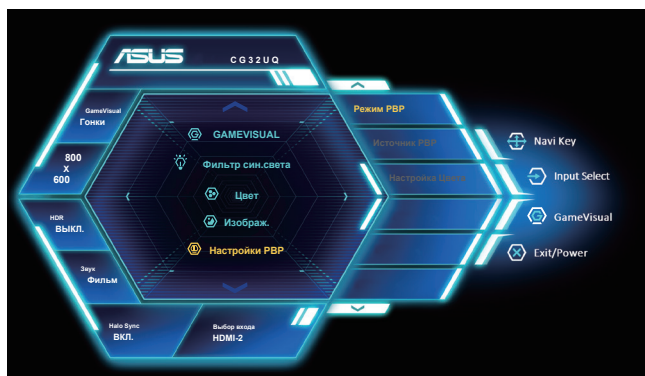 ASUS CG32UQ
GameVisual
Гонки
800
X
600
HDR
ВЫКЛ.
Звук
Фильм
Halo Sync
ВКЛ.
Выбор входа
HDMI-2
GAMEVISUAL
Фильтр син.света
Цвет
Изображ.
Настройки PBP
Режим PBP
Источник PBP
Настройка Цвета
Navi Key
Input Select
GameVisual
Exit/Power